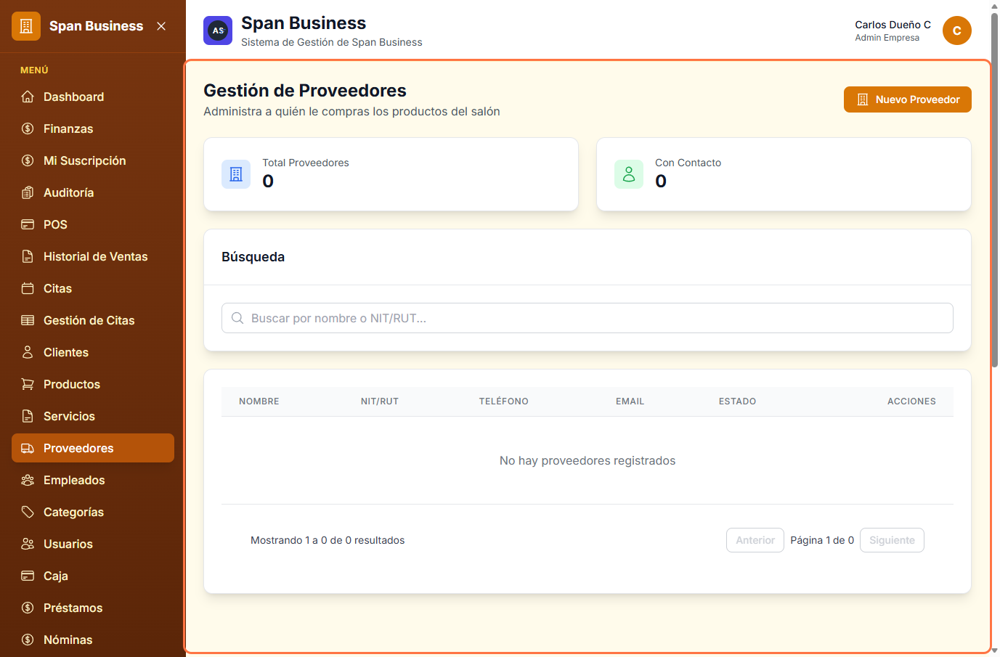 Span Business
MENÚ
Dashboard
Finanzas
Mi Suscripción
Auditoría
POS
Historial de Ventas
Citas
Gestión de Citas
Clientes
Productos
Servicios
Proveedores
Empleados
Categorías
Usuarios
Caja
Préstamos
Nóminas
AS
Span Business
Sistema de Gestión de Span Business
Carlos Dueño C
Admin Empresa
C
Gestión de Proveedores
Administra a quién le compras los productos del salón
Nuevo Proveedor
Total Proveedores
0
Con Contacto
0
Búsqueda
Buscar por nombre o NIT/RUT...
NOMBRE NIT/RUT TELÉFONO EMAIL ESTADO ACCIONES
No hay proveedores registrados
Mostrando 1 a 0 de 0 resultados
Anterior Página 1 de 0 Siguiente